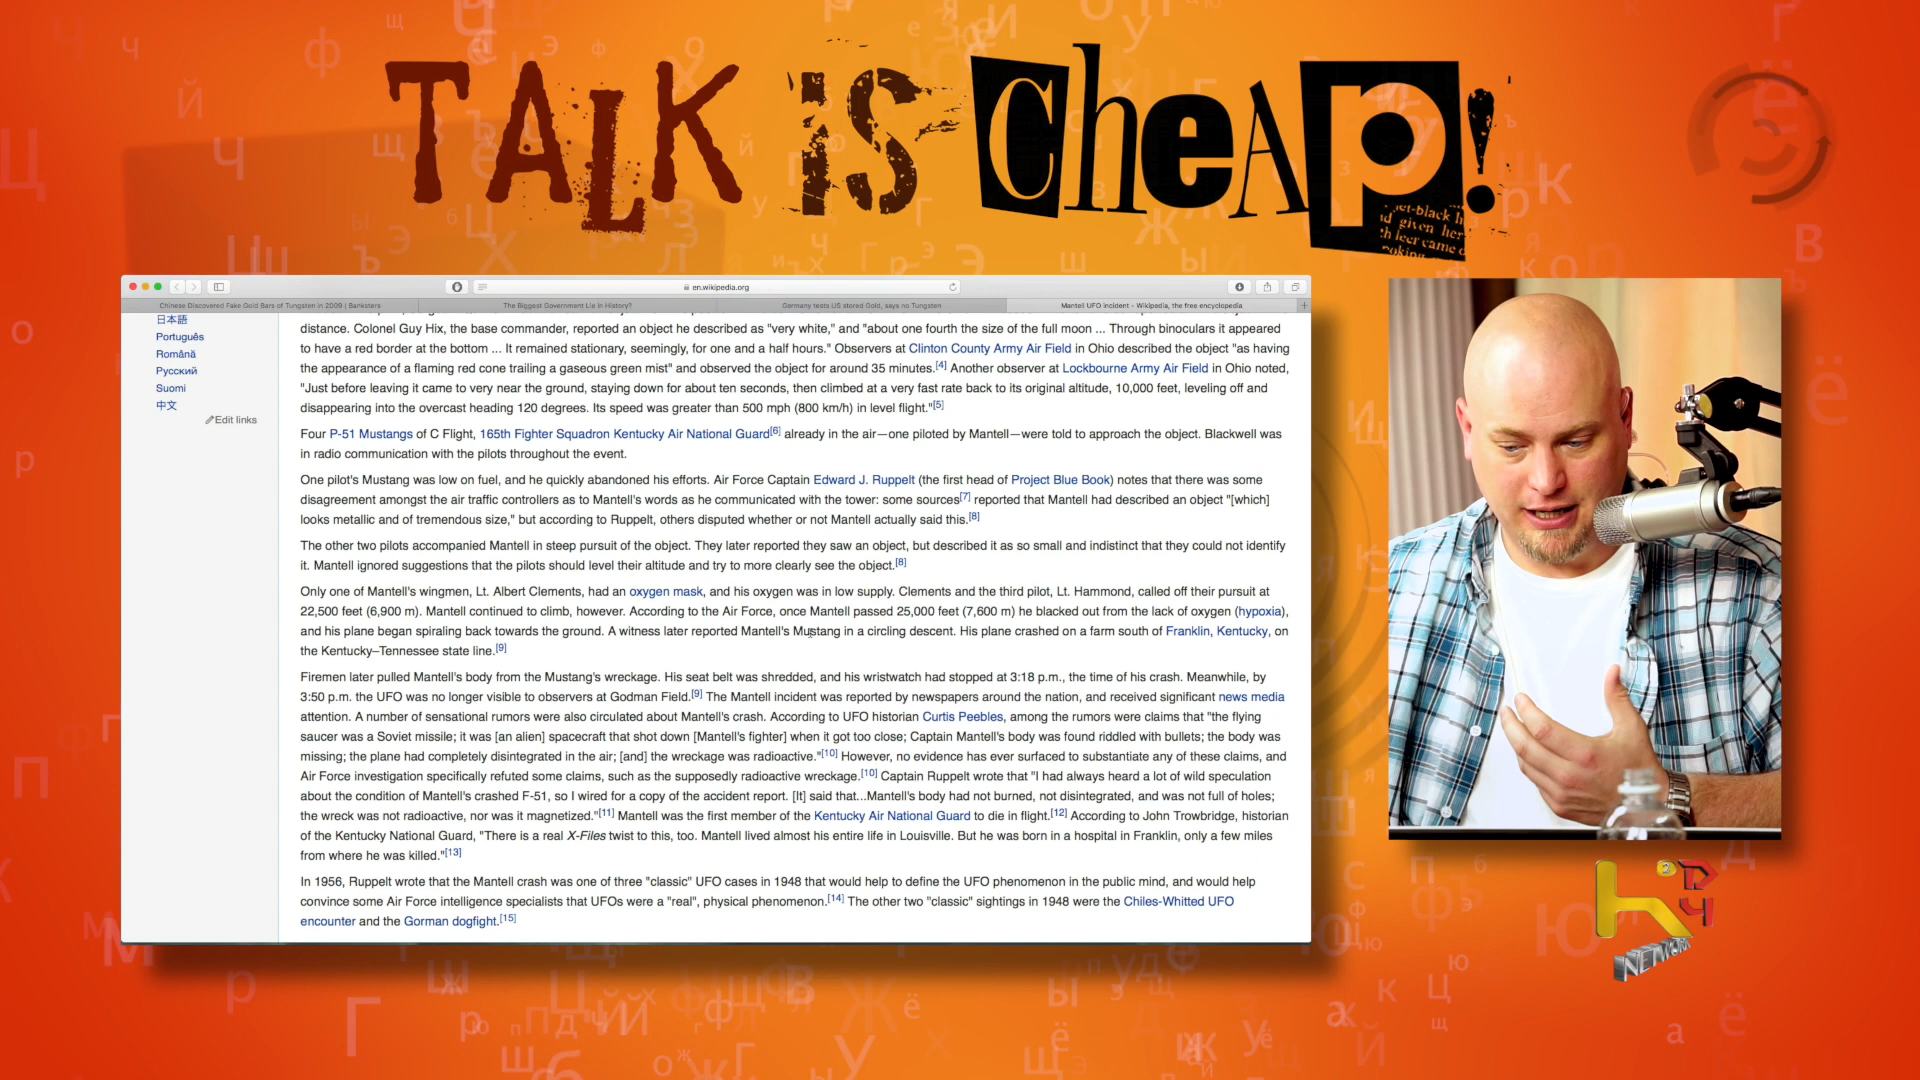 TALK IS CheAP!
jet-black h
id given her
th leer came o
ooking
en.wikipedia.org
Chinese Discovered Fake Gold Bars of Tungsten in 2009 | Banksters
The Biggest Government Lie in History?
Germany tests US stored Gold, says no Tungsten
Mantell UFO incident - Wikipedia, the free encyclopedia
日本語
Português
Română
Русский
Suomi
中文
Edit links
distance. Colonel Guy Hix, the base commander, reported an object he described as "very white," and "about one fourth the size of the full moon ... Through binoculars it appeared
to have a red border at the bottom ... It remained stationary, seemingly, for one and a half hours." Observers at Clinton County Army Air Field in Ohio described the object "as having
the appearance of a flaming red cone trailing a gaseous green mist" and observed the object for around 35 minutes.[4] Another observer at Lockbourne Army Air Field in Ohio noted,
"Just before leaving it came to very near the ground, staying down for about ten seconds, then climbed at a very fast rate back to its original altitude, 10,000 feet, leveling off and
disappearing into the overcast heading 120 degrees. Its speed was greater than 500 mph (800 km/h) in level flight."[5]
Four P-51 Mustangs of C Flight, 165th Fighter Squadron Kentucky Air National Guard[6] already in the air—one piloted by Mantell—were told to approach the object. Blackwell was
in radio communication with the pilots throughout the event.
One pilot's Mustang was low on fuel, and he quickly abandoned his efforts. Air Force Captain Edward J. Ruppelt (the first head of Project Blue Book) notes that there was some
disagreement amongst the air traffic controllers as to Mantell's words as he communicated with the tower: some sources[7] reported that Mantell had described an object "[which]
looks metallic and of tremendous size," but according to Ruppelt, others disputed whether or not Mantell actually said this.[8]
The other two pilots accompanied Mantell in steep pursuit of the object. They later reported they saw an object, but described it as so small and indistinct that they could not identify
it. Mantell ignored suggestions that the pilots should level their altitude and try to more clearly see the object.[8]
Only one of Mantell's wingmen, Lt. Albert Clements, had an oxygen mask, and his oxygen was in low supply. Clements and the third pilot, Lt. Hammond, called off their pursuit at
22,500 feet (6,900 m). Mantell continued to climb, however. According to the Air Force, once Mantell passed 25,000 feet (7,600 m) he blacked out from the lack of oxygen (hypoxia),
and his plane began spiraling back towards the ground. A witness later reported Mantell's Mustang in a circling descent. His plane crashed on a farm south of Franklin, Kentucky, on
the Kentucky–Tennessee state line.[9]
Firemen later pulled Mantell's body from the Mustang's wreckage. His seat belt was shredded, and his wristwatch had stopped at 3:18 p.m., the time of his crash. Meanwhile, by
3:50 p.m. the UFO was no longer visible to observers at Godman Field.[9] The Mantell incident was reported by newspapers around the nation, and received significant news media
attention. A number of sensational rumors were also circulated about Mantell's crash. According to UFO historian Curtis Peebles, among the rumors were claims that "the flying
saucer was a Soviet missile; it was [an alien] spacecraft that shot down [Mantell's fighter] when it got too close; Captain Mantell's body was found riddled with bullets; the body was
missing; the plane had completely disintegrated in the air; [and] the wreckage was radioactive."[10] However, no evidence has ever surfaced to substantiate any of these claims, and
Air Force investigation specifically refuted some claims, such as the supposedly radioactive wreckage.[10] Captain Ruppelt wrote that "I had always heard a lot of wild speculation
about the condition of Mantell's crashed F-51, so I wired for a copy of the accident report. [It] said that...Mantell's body had not burned, not disintegrated, and was not full of holes;
the wreck was not radioactive, nor was it magnetized."[11] Mantell was the first member of the Kentucky Air National Guard to die in flight.[12] According to John Trowbridge, historian
of the Kentucky National Guard, "There is a real X-Files twist to this, too. Mantell lived almost his entire life in Louisville. But he was born in a hospital in Franklin, only a few miles
from where he was killed."[13]
In 1956, Ruppelt wrote that the Mantell crash was one of three "classic" UFO cases in 1948 that would help to define the UFO phenomenon in the public mind, and would help
convince some Air Force intelligence specialists that UFOs were a "real", physical phenomenon.[14] The other two "classic" sightings in 1948 were the Chiles-Whitted UFO
encounter and the Gorman dogfight.[15]
NETWORK